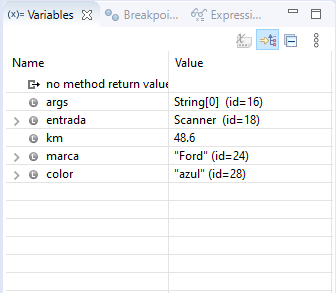 (x)= Variables Breakpoi... Expressi...
Name Value
no method return value
args String[0] (id=16)
entrada Scanner (id=18)
km 48.6
marca "Ford" (id=24)
color "azul" (id=28)